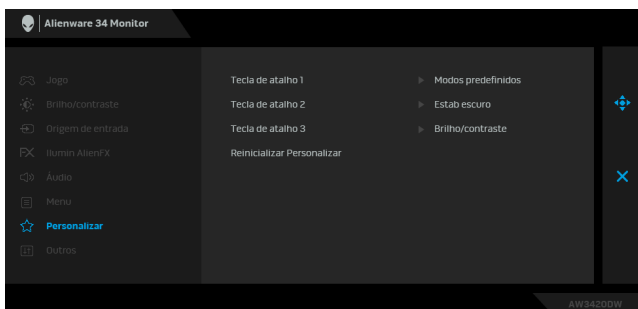 Alienware 34 Monitor
Jogo
Tecla de atalho 1 Modos predefinidos
Brilho/contraste
Tecla de atalho 2 Estab escuro
Origem de entrada
Tecla de atalho 3 Brilho/contraste
Ilumin AlienFX
Reinicializar Personalizar
Áudio
Menu
Personalizar
Outros
AW3420DW